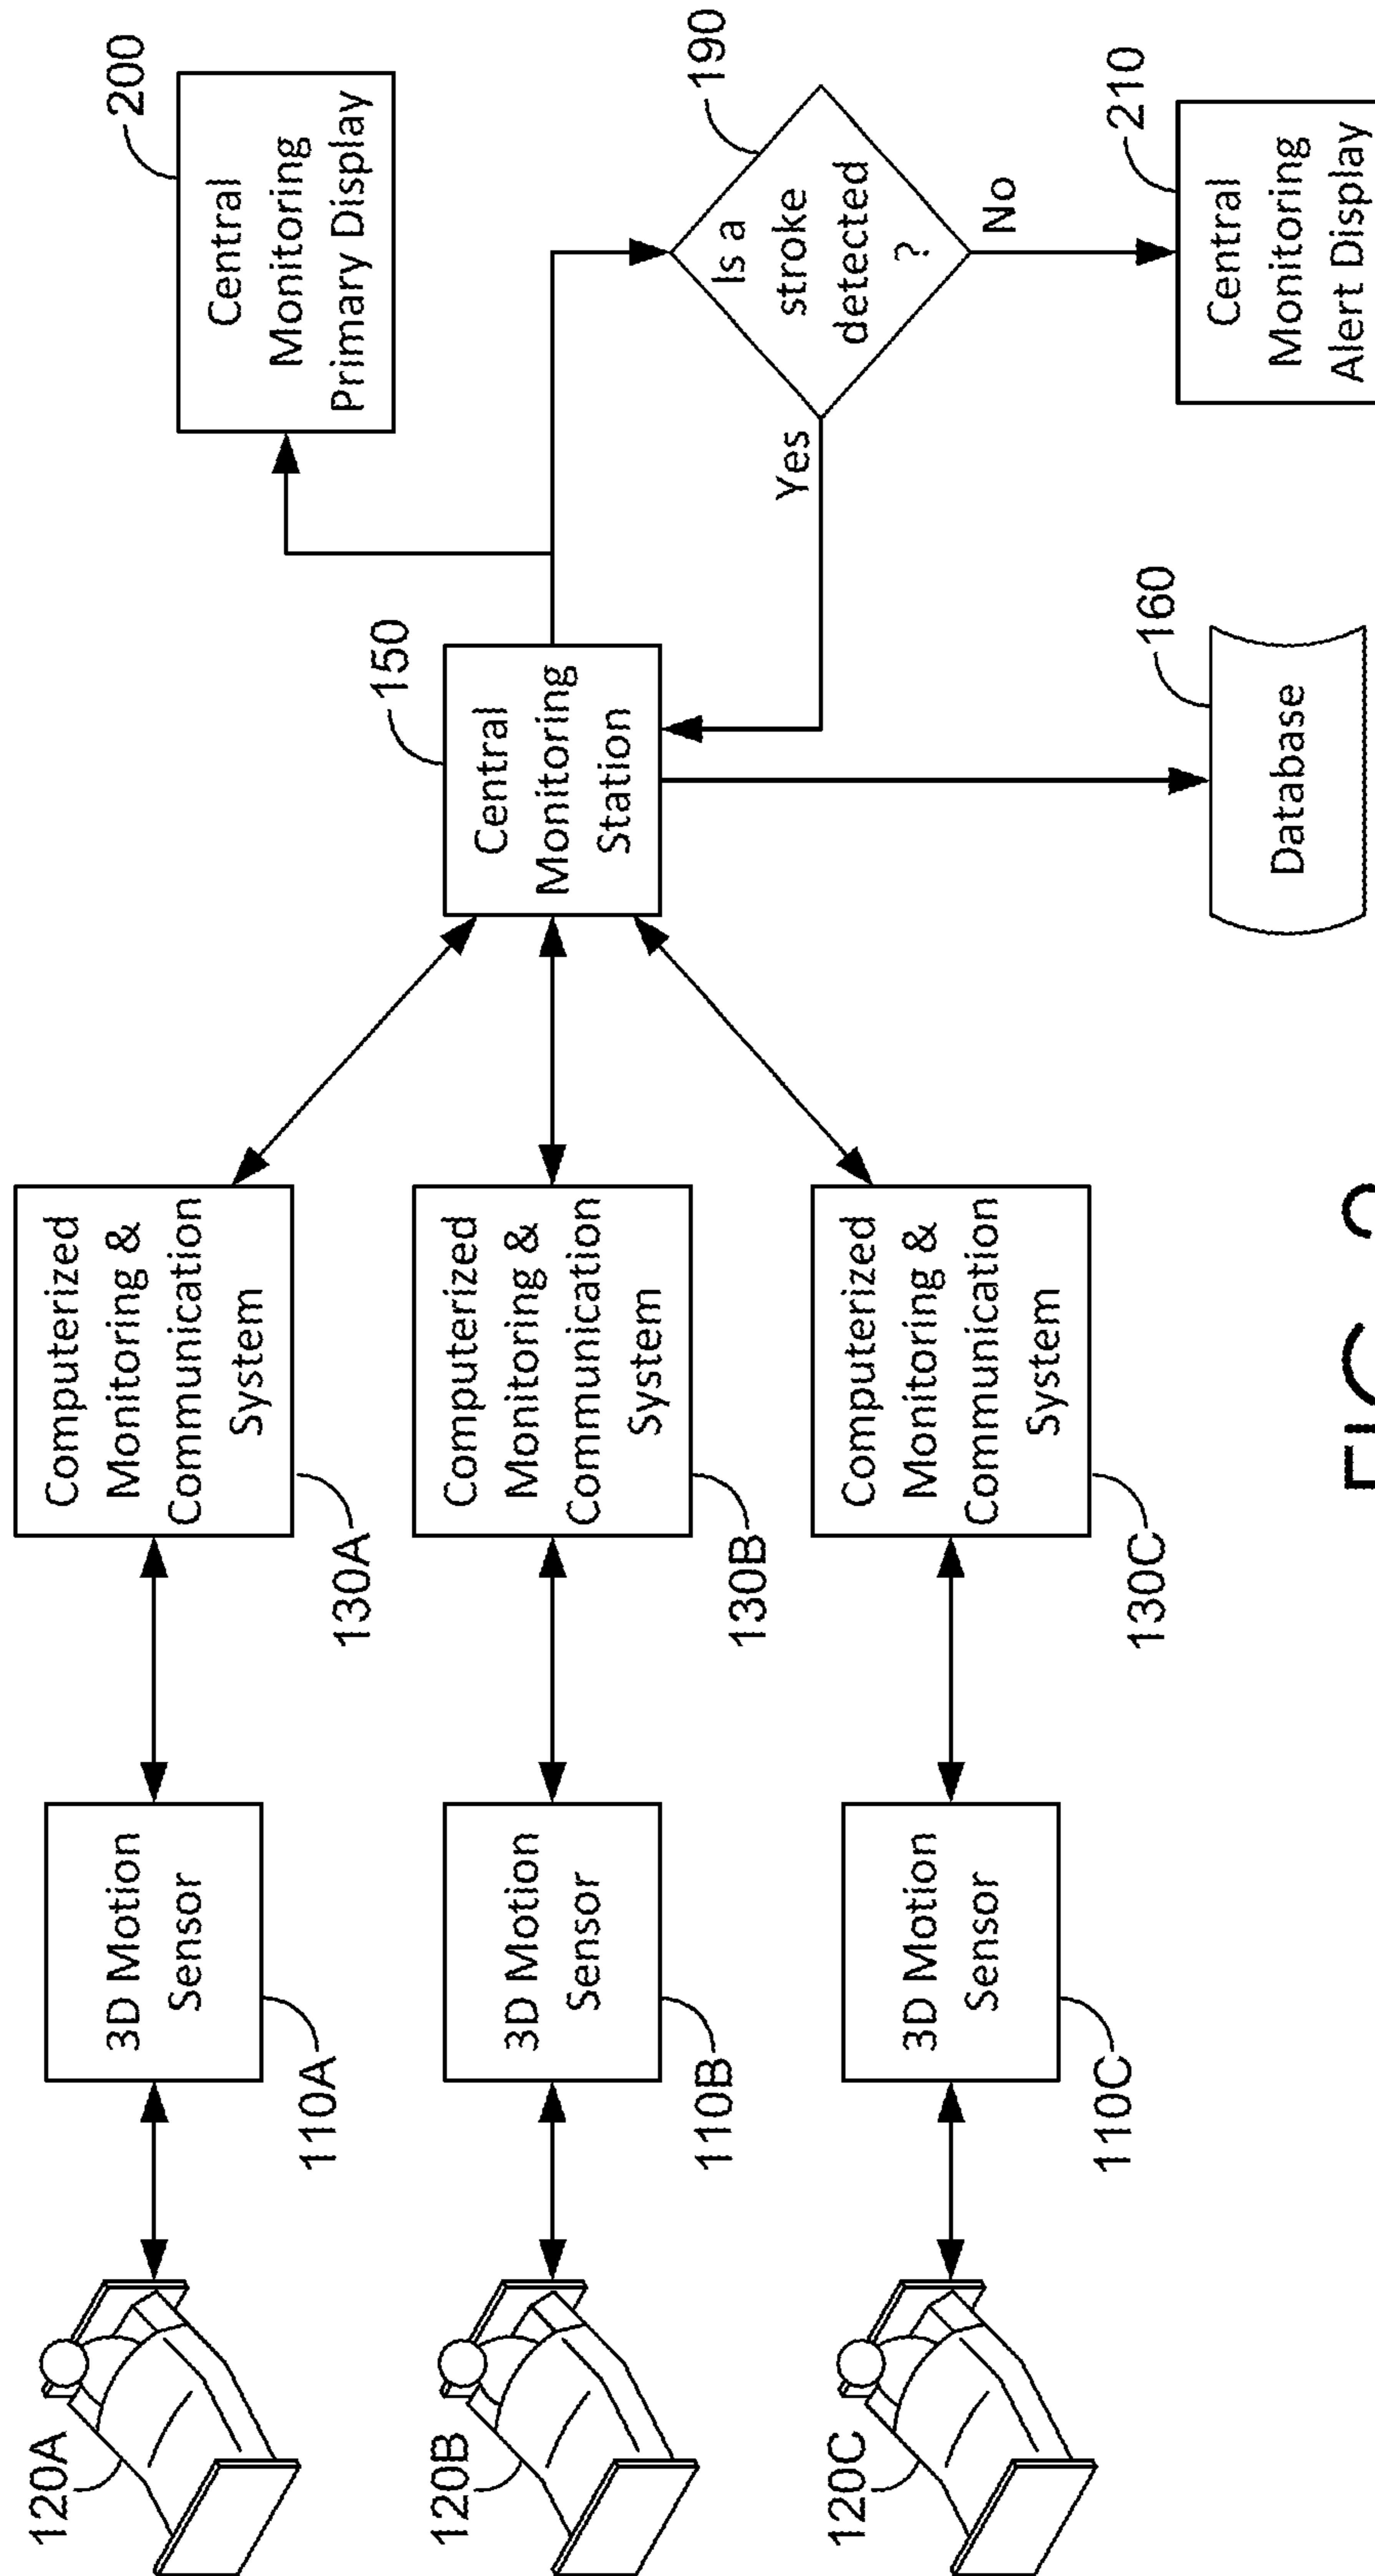 120A
120B
120C
3D Motion
Sensor
110A
3D Motion
Sensor
110B
3D Motion
Sensor
110C
Computerized
Monitoring &
Communication
System
130A
Computerized
Monitoring &
Communication
System
130B
Computerized
Monitoring &
Communication
System
130C
150
Central
Monitoring
Station
160
Database
200
Central
Monitoring
Primary Display
190
Is a
stroke
detected
?
Yes
No
210
Central
Monitoring
Alert Display